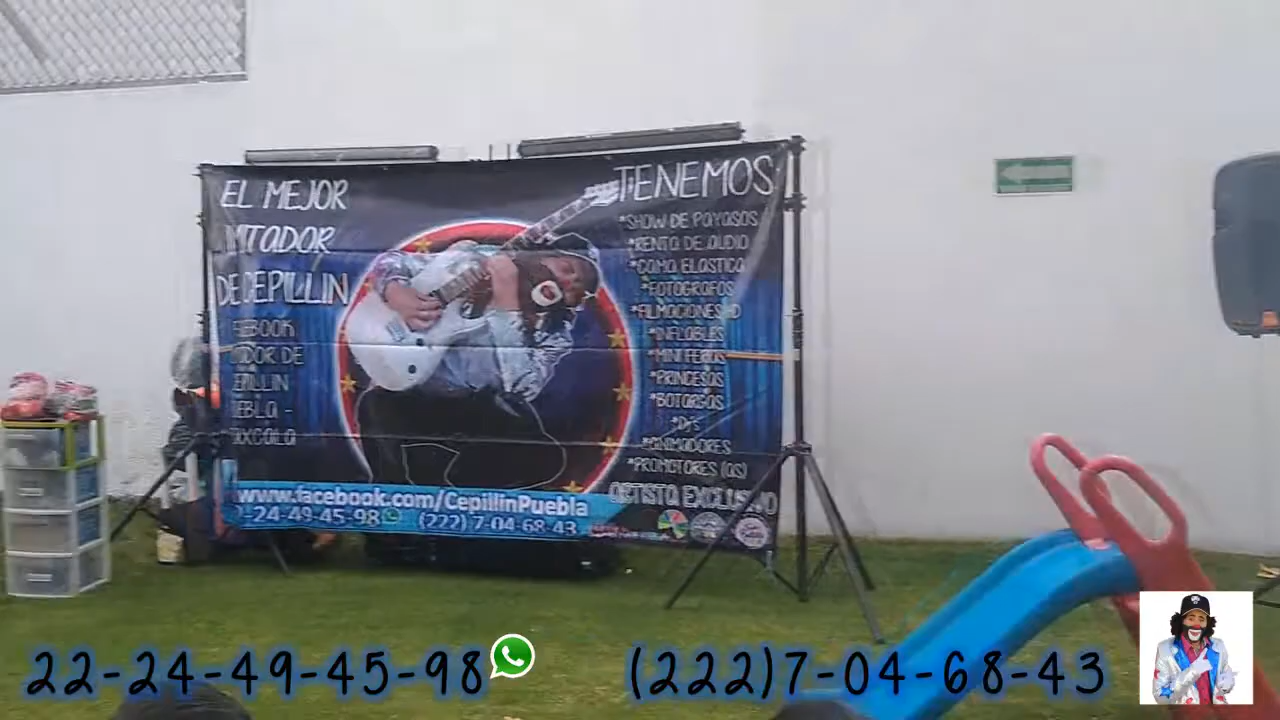 EL MEJOR
IMITADOR
DE CEPILLIN
TENEMOS
*SHOW DE PAYASOS
*RENTA DE AUDIO
*CAMA ELASTICA
*FOTOGRAFOS
*FILMACIONES HD
*INFLABLES
*MINI FERIAS
*PRINCESAS
*BOTARGAS
*Dj's
*ANIMADORES
*PROMOTORES (AS)
ARTISTA EXCLUSIVO
www.facebook.com/CepillinPuebla
2-24-49-45-98 (222) 7-04-68-43
22-24-49-45-98 (222)7-04-68-43